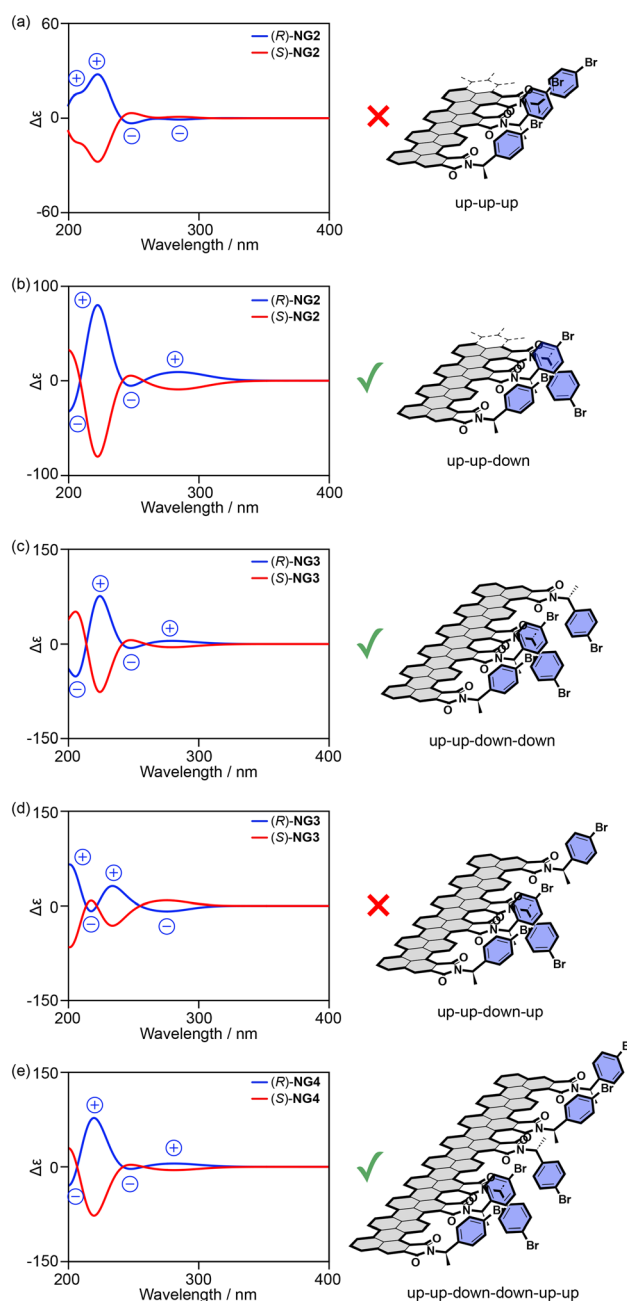 (a)
60
0
-60
Δε
(R)-NG2
(S)-NG2
200
300
400
Wavelength / nm
O
O
N
N
Br
Br
Br
N
O
O
up-up-up
(b)
100
0
-100
Δε
(R)-NG2
(S)-NG2
200
300
400
Wavelength / nm
O
O
N
N
Br
Br
Br
N
O
O
up-up-down
(c)
150
0
-150
Δε
(R)-NG3
(S)-NG3
200
300
400
Wavelength / nm
O
N
O
Br
Br
O
N
O
N
Br
Br
O
N
O
up-up-down-down
(d)
150
0
-150
Δε
(R)-NG3
(S)-NG3
200
300
400
Wavelength / nm
Br
O
N
O
Br
O
N
O
N
Br
Br
O
N
O
up-up-down-up
(e)
150
0
-150
Δε
(R)-NG4
(S)-NG4
200
300
400
Wavelength / nm
O
N
Br
O
N
Br
O
N
O
Br
Br
O
N
N
Br
Br
O
N
O
up-up-down-down-up-up